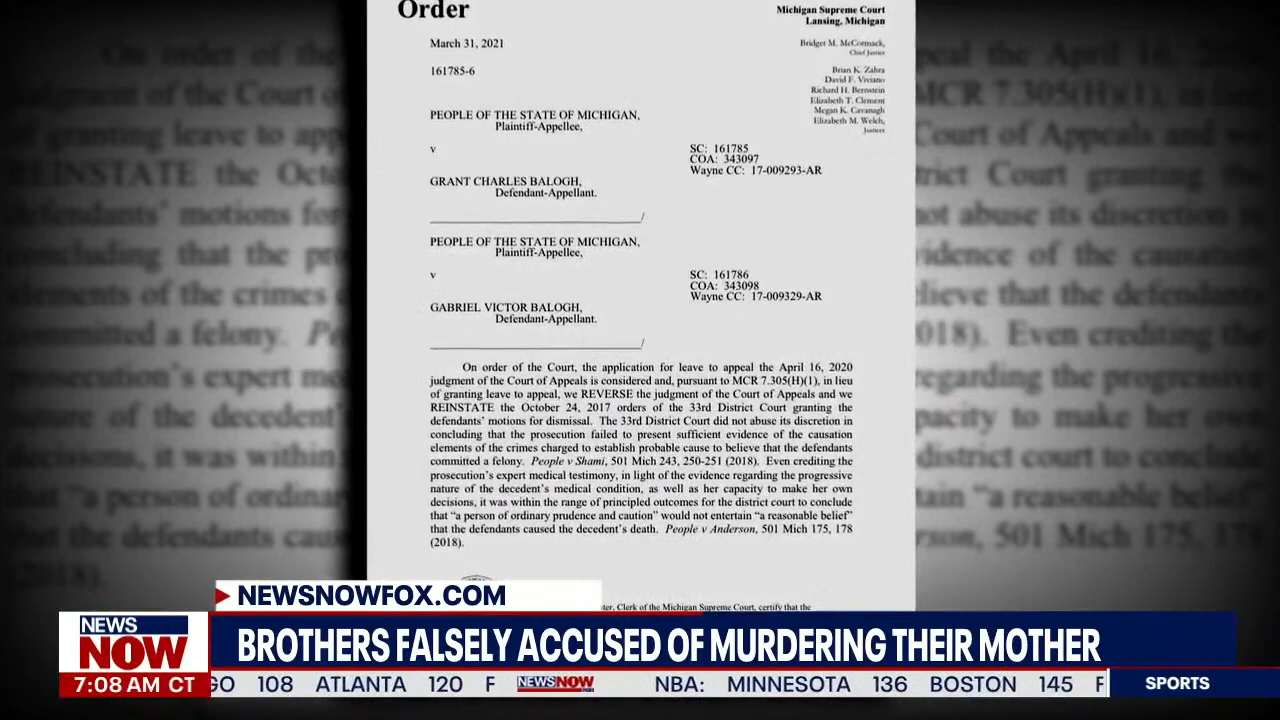 Order
Michigan Supreme Court
Lansing, Michigan
March 31, 2021
Bridget M. McCormack,
Chief Justice
161785-6
Brian K. Zahra
David F. Viviano
Richard H. Bernstein
Elizabeth T. Clement
Megan K. Cavanagh
Elizabeth M. Welch,
Justices
PEOPLE OF THE STATE OF MICHIGAN,
Plaintiff-Appellee,
v
SC: 161785
COA: 343097
Wayne CC: 17-009293-AR
GRANT CHARLES BALOGH,
Defendant-Appellant.
/
PEOPLE OF THE STATE OF MICHIGAN,
Plaintiff-Appellee,
v
SC: 161786
COA: 343098
Wayne CC: 17-009329-AR
GABRIEL VICTOR BALOGH,
Defendant-Appellant.
/
On order of the Court, the application for leave to appeal the April 16, 2020
judgment of the Court of Appeals is considered and, pursuant to MCR 7.305(H)(1), in lieu
of granting leave to appeal, we REVERSE the judgment of the Court of Appeals and we
REINSTATE the October 24, 2017 orders of the 33rd District Court granting the
defendants' motions for dismissal. The 33rd District Court did not abuse its discretion in
concluding that the prosecution failed to present sufficient evidence of the causation
elements of the crimes charged to establish probable cause to believe that the defendants
committed a felony. People v Shami, 501 Mich 243, 250-251 (2018). Even crediting the
prosecution's expert medical testimony, in light of the evidence regarding the progressive
nature of the decedent's medical condition, as well as her capacity to make her own
decisions, it was within the range of principled outcomes for the district court to conclude
that "a person of ordinary prudence and caution" would not entertain "a reasonable belief"
that the defendants caused the decedent's death. People v Anderson, 501 Mich 175, 178
(2018).
Clerk of the Michigan Supreme Court, certify that the
NEWSNOWFOX.COM
NEWS
NOW
BROTHERS FALSELY ACCUSED OF MURDERING THEIR MOTHER
7:08 AM CT
GO 108 ATLANTA 120 F NEWSNOW NBA: MINNESOTA 136 BOSTON 145 F
SPORTS